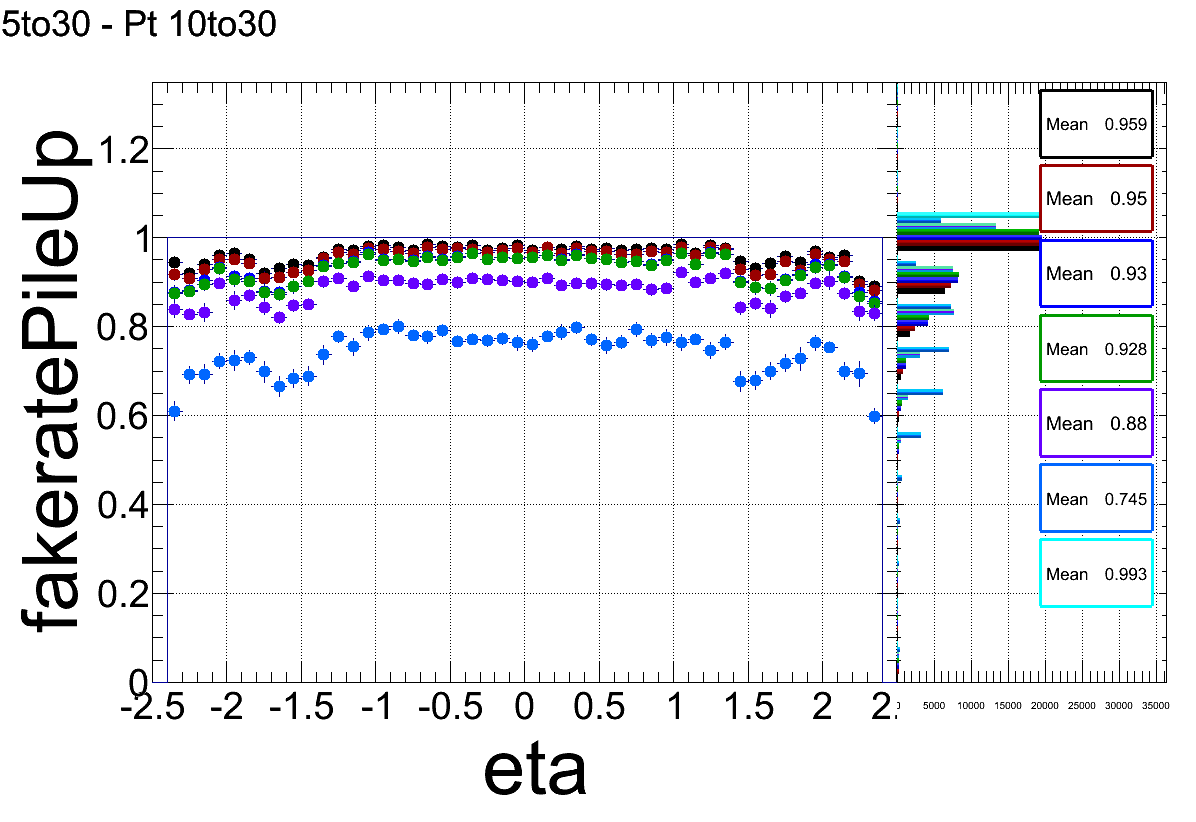 5to30 - Pt 10to30
fakeratePileUp
1.2
1
0.8
0.6
0.4
0.2
0
-2.5 -2 -1.5 -1 -0.5 0 0.5 1 1.5 2 2.
eta
5000 10000 15000 20000 25000 30000 35000
Mean 0.959
Mean 0.95
Mean 0.93
Mean 0.928
Mean 0.88
Mean 0.745
Mean 0.993